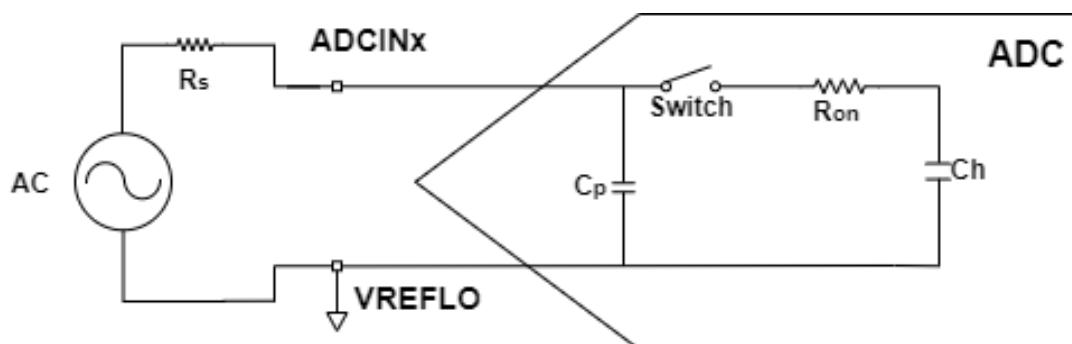 ADCINx
ADC
Rs
Switch
Ron
AC
Cp
Ch
VREFLO